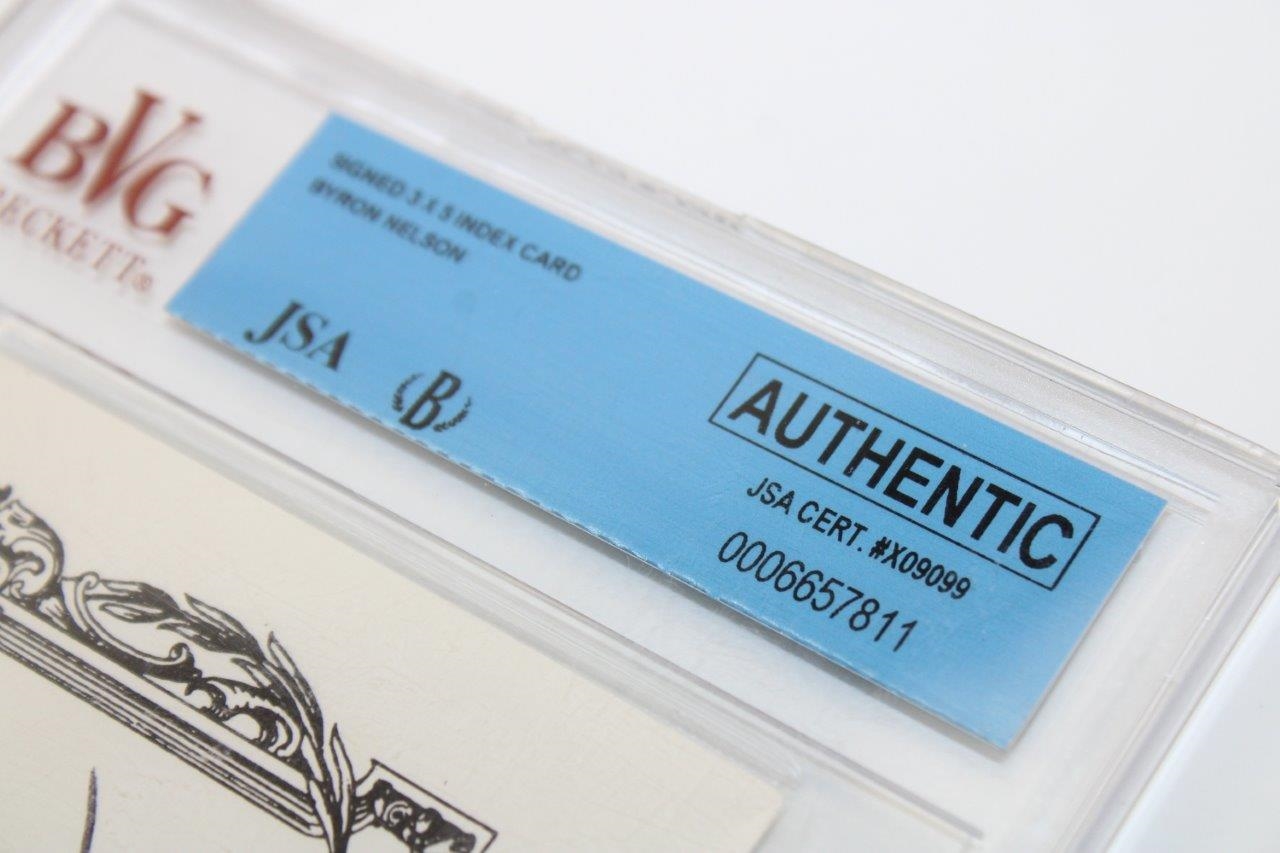 BVG
BECKETT®
SIGNED 3 X 5 INDEX CARD
BYRON NELSON
JSA
B
AUTHENTIC
JSA CERT. #X09099
0006657811